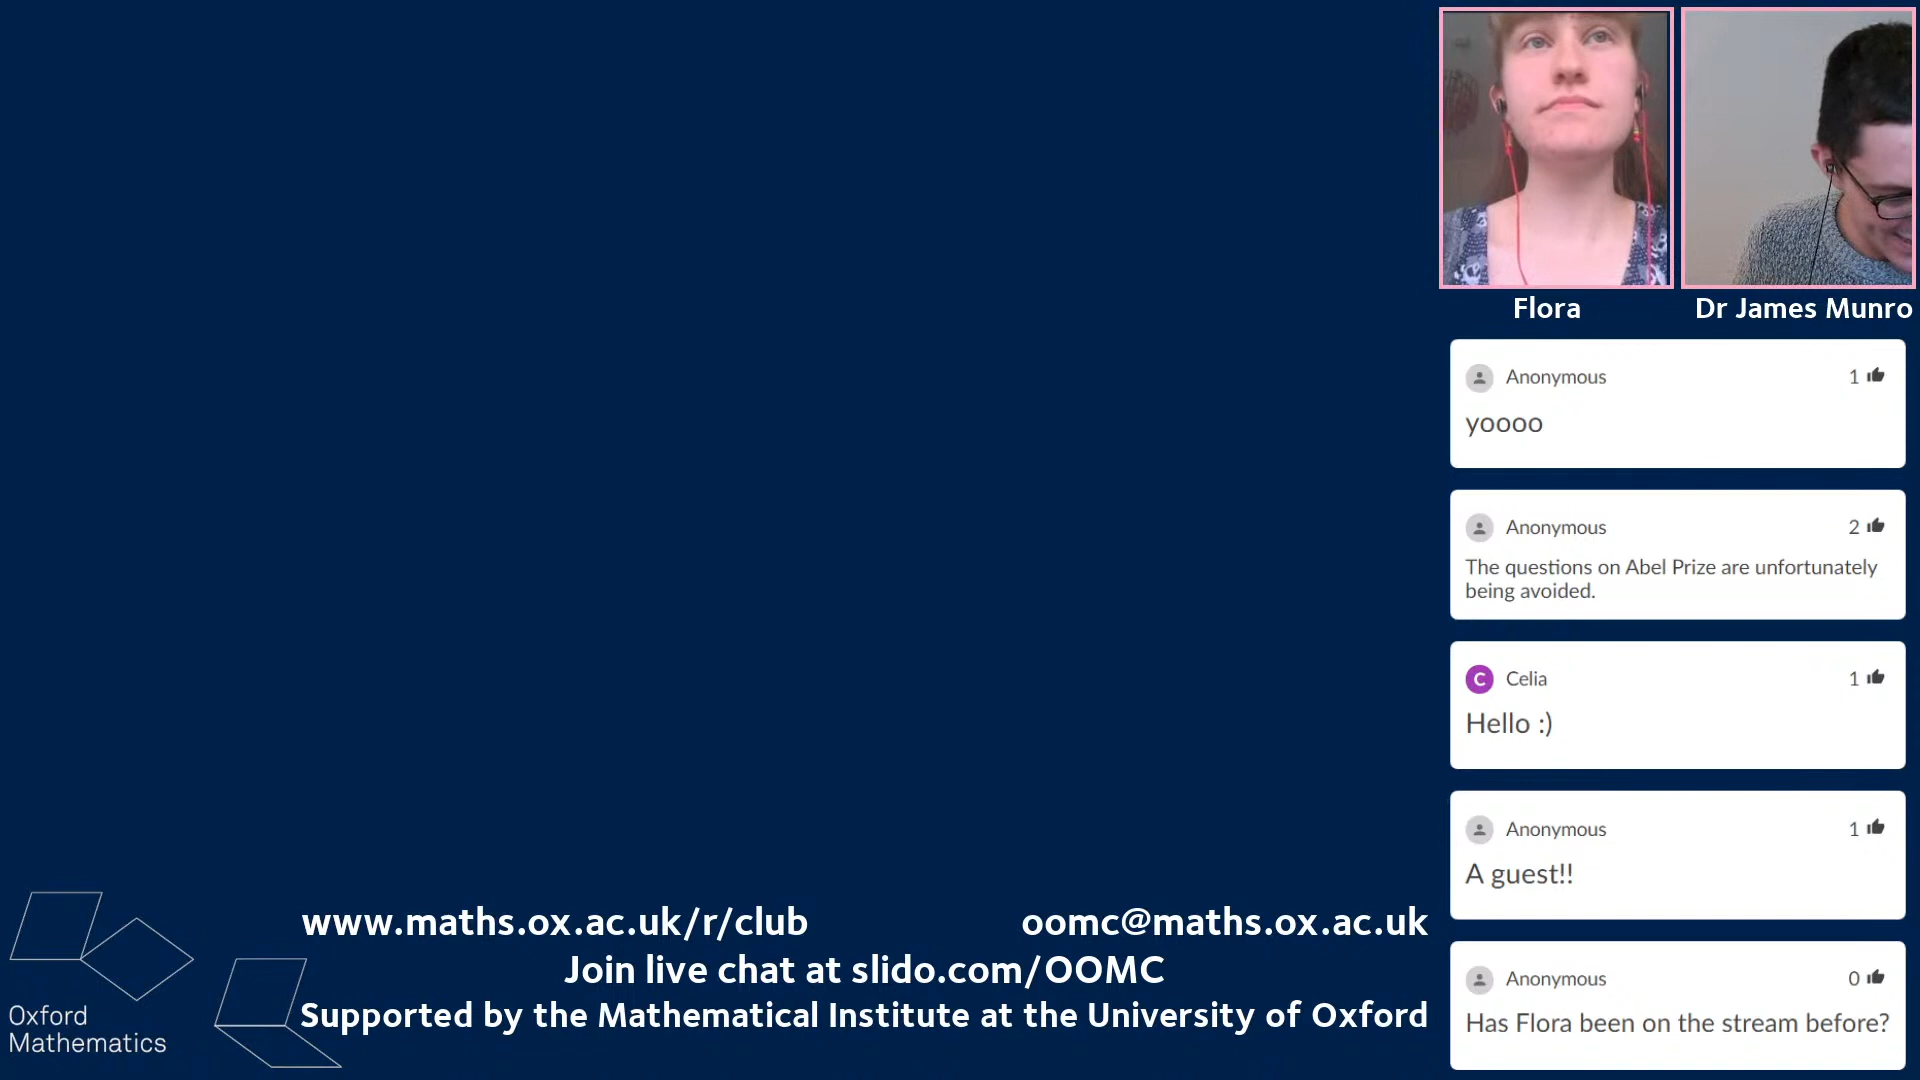 Flora
Dr James Munro
Anonymous
1
yoooo
Anonymous
2
The questions on Abel Prize are unfortunately
being avoided.
C
Celia
1
Hello :)
Anonymous
1
A guest!!
Anonymous
0
Has Flora been on the stream before?
www.maths.ox.ac.uk/r/club
oomc@maths.ox.ac.uk
Join live chat at slido.com/OOMC
Supported by the Mathematical Institute at the University of Oxford
Oxford
Mathematics